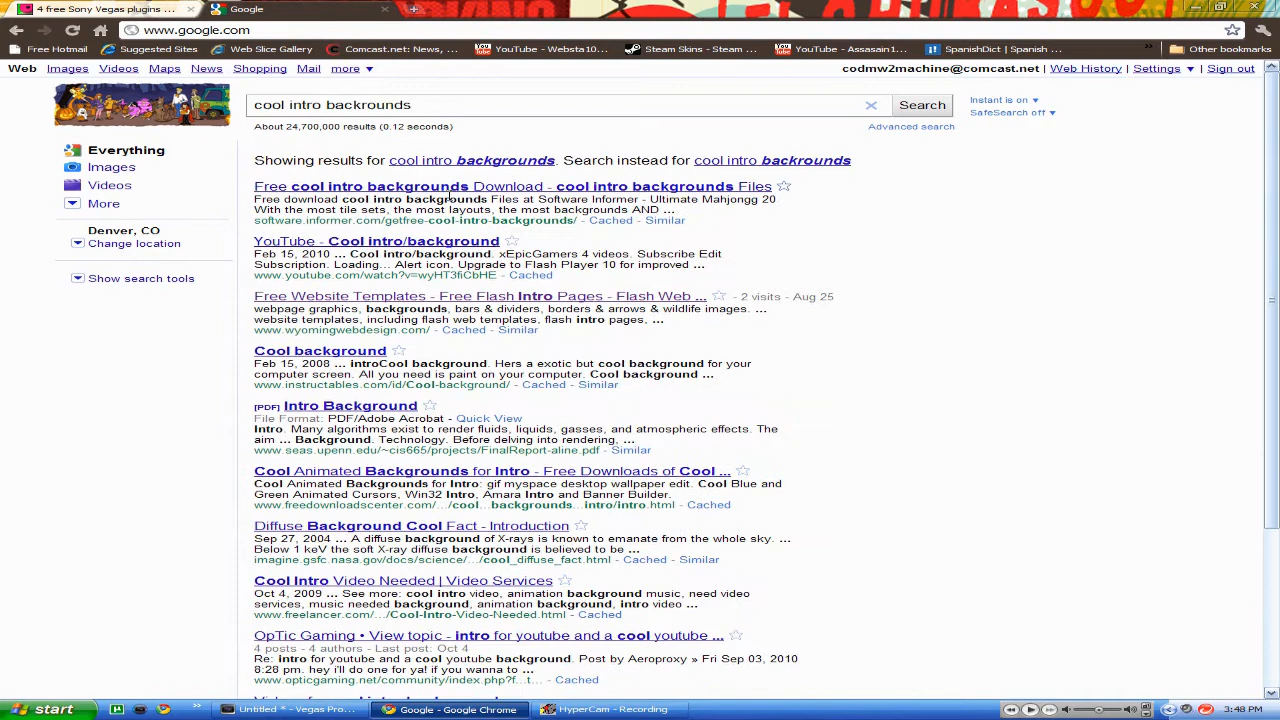 4 free Sony Vegas plugins ...
Google
www.google.com
Free Hotmail Suggested Sites Web Slice Gallery Comcast.net: News, ... YouTube - Websta10... Steam Skins - Steam ... YouTube - Assasain1... SpanishDict | Spanish ... » Other bookmarks
Web Images Videos Maps News Shopping Mail more ▼ codmw2machine@comcast.net | Web History | Settings ▼ | Sign out
cool intro backrounds
Search
Instant is on ▼
SafeSearch off ▼
About 24,700,000 results (0.12 seconds)
Advanced search
Everything
Images
Videos
More
Denver, CO
Change location
Show search tools
Showing results for cool intro backgrounds. Search instead for cool intro backrounds
Free cool intro backgrounds Download - cool intro backgrounds Files
Free download cool intro backgrounds Files at Software Informer - Ultimate Mahjongg 20
With the most tile sets, the most layouts, the most backgrounds AND ...
software.informer.com/getfree-cool-intro-backgrounds/ - Cached - Similar
YouTube - Cool intro/background
Feb 15, 2010 ... Cool intro/background. xEpicGamers 4 videos. Subscribe Edit
Subscription. Loading... Alert icon. Upgrade to Flash Player 10 for improved ...
www.youtube.com/watch?v=wyHT3fiCbHE - Cached
Free Website Templates - Free Flash Intro Pages - Flash Web ... - 2 visits - Aug 25
webpage graphics, backgrounds, bars & dividers, borders & arrows & wildlife images. ...
website templates, including flash web templates, flash intro pages, ...
www.wyomingwebdesign.com/ - Cached - Similar
Cool background
Feb 15, 2008 ... introCool background. Hers a exotic but cool background for your
computer screen. All you need is paint on your computer. Cool background ...
www.instructables.com/id/Cool-background/ - Cached - Similar
[PDF] Intro Background
File Format: PDF/Adobe Acrobat - Quick View
Intro. Many algorithms exist to render fluids, liquids, gasses, and atmospheric effects. The
aim ... Background. Technology. Before delving into rendering, ...
www.seas.upenn.edu/~cis665/projects/FinalReport-aline.pdf - Similar
Cool Animated Backgrounds for Intro - Free Downloads of Cool ...
Cool Animated Backgrounds for Intro: gif myspace desktop wallpaper edit. Cool Blue and
Green Animated Cursors, Win32 Intro, Amara Intro and Banner Builder.
www.freedownloadscenter.com/.../cool...backgrounds...intro/intro.html - Cached
Diffuse Background Cool Fact - Introduction
Sep 27, 2004 ... A diffuse background of X-rays is known to emanate from the whole sky. ...
Below 1 keV the soft X-ray diffuse background is believed to be ...
imagine.gsfc.nasa.gov/docs/science/.../cool_diffuse_fact.html - Cached - Similar
Cool Intro Video Needed | Video Services
Oct 4, 2009 ... See more: cool intro video, animation background music, need video
services, music needed background, animation background, intro video ...
www.freelancer.com/.../Cool-Intro-Video-Needed.html - Cached
OpTic Gaming • View topic - intro for youtube and a cool youtube ...
4 posts - 4 authors - Last post: Oct 4
Re: intro for youtube and a cool youtube background. Post by Aeroproxy » Fri Sep 03, 2010
8:28 pm. hey i'll do one for ya! if you wanna to ...
www.opticgaming.net/community/index.php?f...t... - Cached
start » Untitled * - Vegas Pro... Google - Google Chrome HyperCam - Recording 3:48 PM